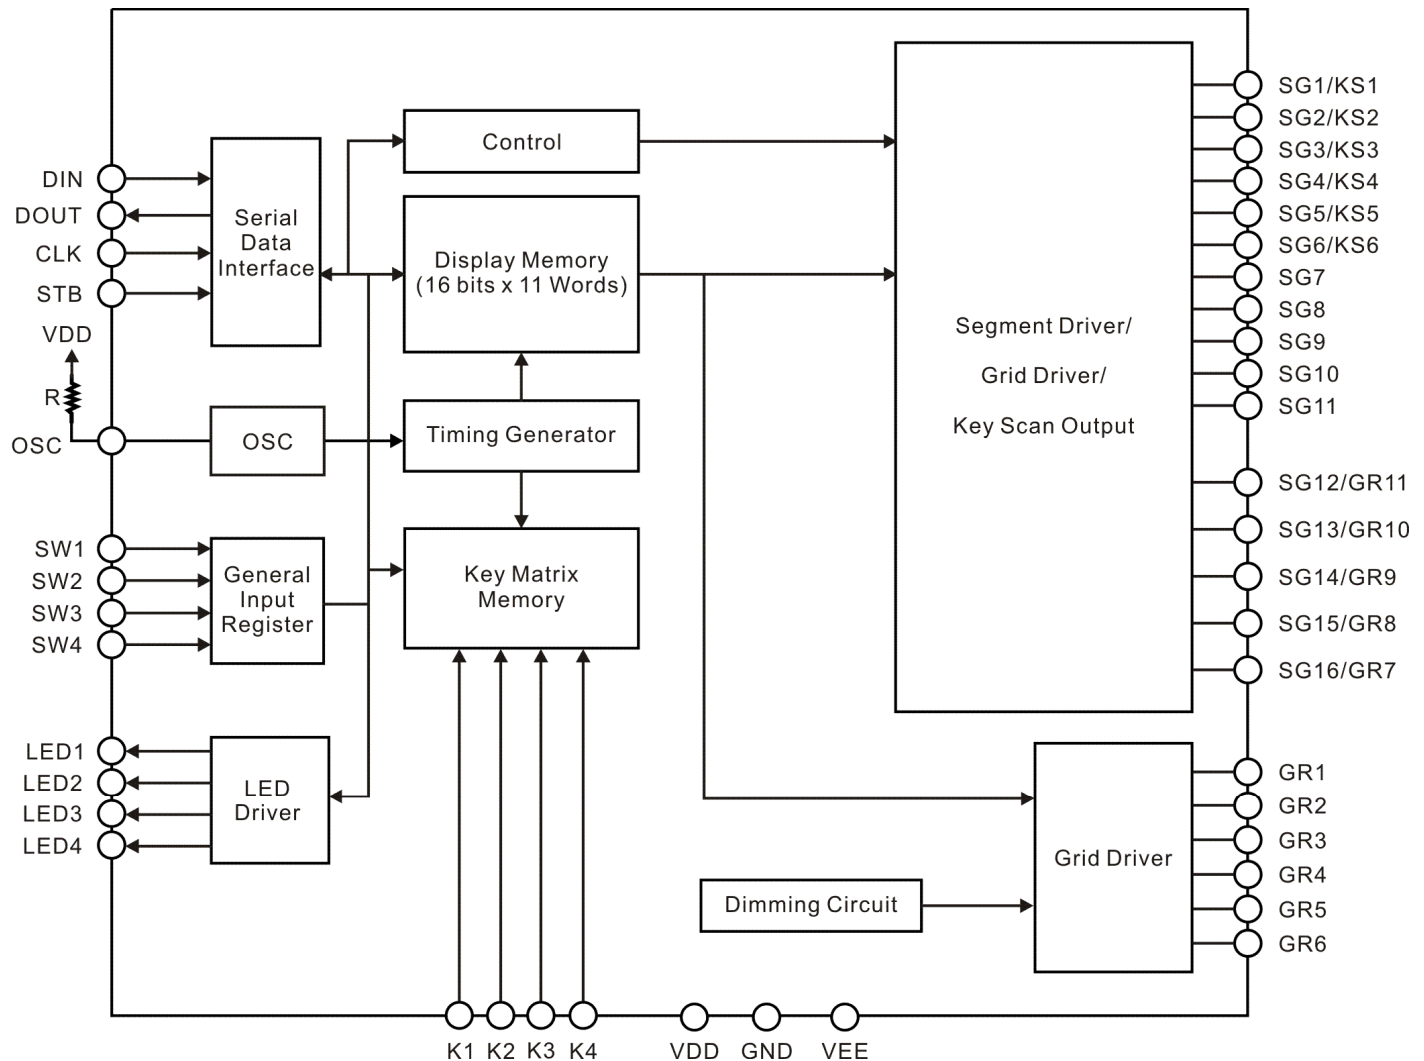 DIN
DOUT
CLK
STB
VDD
R
OSC
SW1
SW2
SW3
SW4
LED1
LED2
LED3
LED4
Serial
Data
Interface
OSC
General
Input
Register
LED
Driver
Control
Display Memory
(16 bits x 11 Words)
Timing Generator
Key Matrix
Memory
Segment Driver/
Grid Driver/
Key Scan Output
Dimming Circuit
Grid Driver
SG1/KS1
SG2/KS2
SG3/KS3
SG4/KS4
SG5/KS5
SG6/KS6
SG7
SG8
SG9
SG10
SG11
SG12/GR11
SG13/GR10
SG14/GR9
SG15/GR8
SG16/GR7
GR1
GR2
GR3
GR4
GR5
GR6
K1 K2 K3 K4 VDD GND VEE